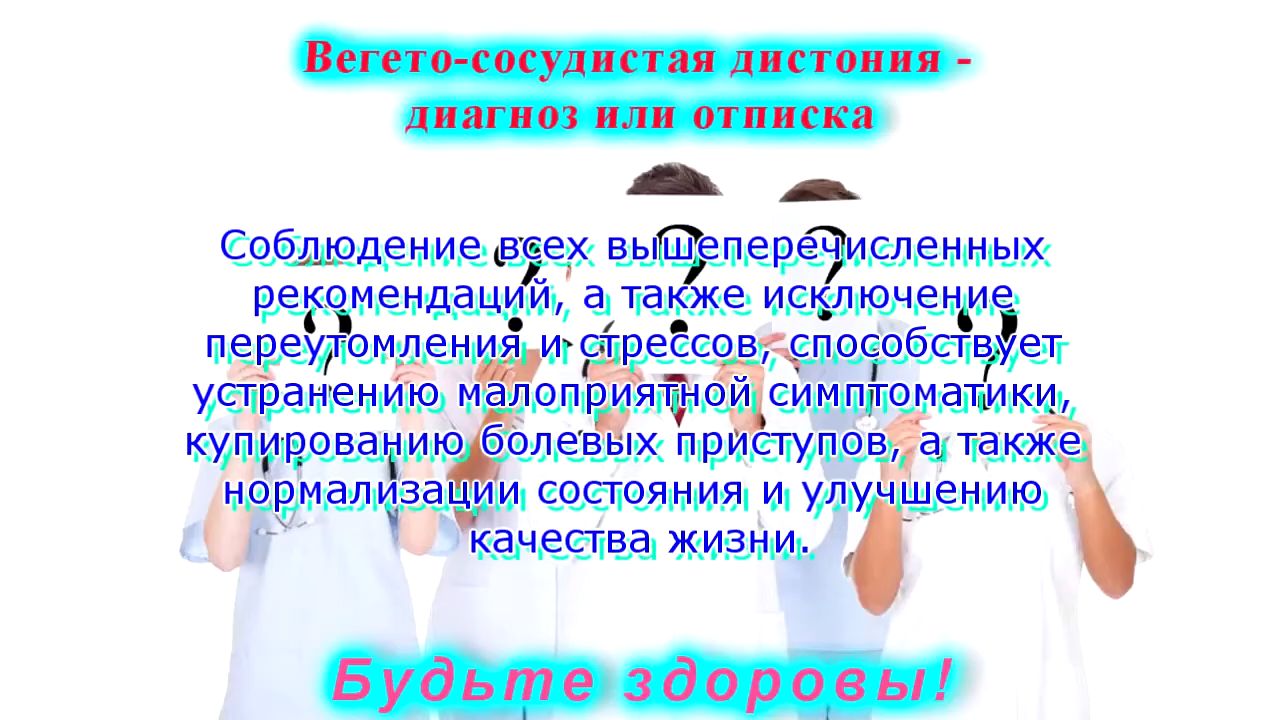 Вегето-сосудистая дистония -
диагноз или отписка
Соблюдение всех вышеперечисленных
рекомендаций, а также исключение
переутомления и стрессов, способствует
устранению малоприятной симптоматики,
купированию болевых приступов, а также
нормализации состояния и улучшению
качества жизни.
Будьте здоровы!